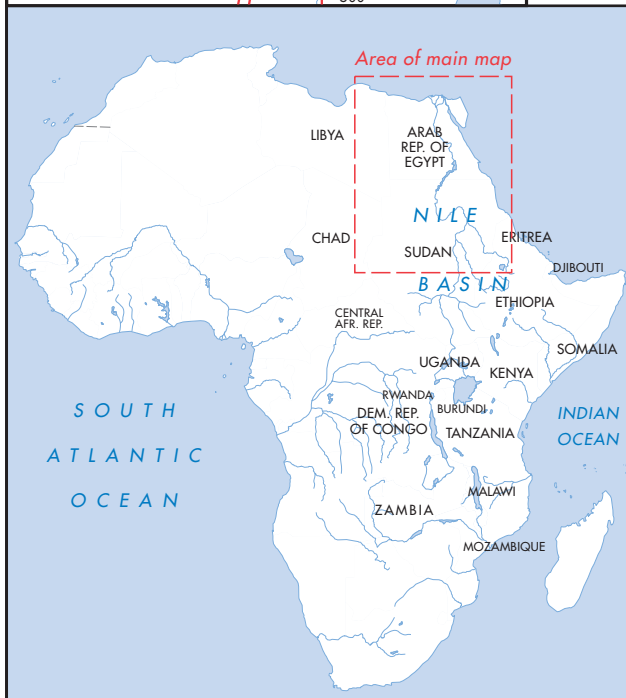 Area of main map
LIBYA
ARAB
REP. OF
EGYPT
NILE
CHAD
SUDAN
ERITREA
DJIBOUTI
BASIN
ETHIOPIA
CENTRAL
AFR. REP.
SOMALIA
UGANDA
KENYA
RWANDA
BURUNDI
DEM. REP.
OF CONGO
TANZANIA
SOUTH
ATLANTIC
OCEAN
INDIAN
OCEAN
MALAWI
ZAMBIA
MOZAMBIQUE